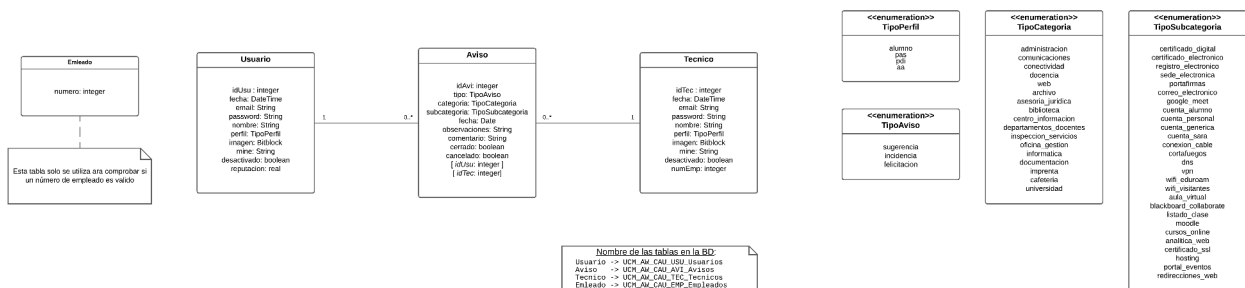 Emleado
numero: integer
Esta tabla solo se utiliza ara comprobar si
un número de empleado es valido
Usuario
idUsu : integer
fecha: DateTime
email: String
password: String
nombre: String
perfil: TipoPerfil
imagen: Bitblock
mine: String
desactivado: boolean
reputacion: real
1
0..*
Aviso
idAvi: integer
tipo: TipoAviso
categoria: TipoCategoria
subcategoria: TipoSubcategoria
fecha: Date
observaciones: String
comentario: String
cerrado: boolean
cancelado: boolean
[ idUsu: integer ]
[ idTec: integer]
0..*
1
Tecnico
idTec : integer
fecha: DateTime
email: String
password: String
nombre: String
perfil: TipoPerfil
imagen: Bitblock
mine: String
desactivado: boolean
numEmp: integer
Nombre de las tablas en la BD:
Usuario -> UCM_AW_CAU_USU_Usuarios
Aviso -> UCM_AW_CAU_AVI_Avisos
Tecnico -> UCM_AW_CAU_TEC_Tecnicos
Emleado -> UCM_AW_CAU_EMP_Empleados
<<enumeration>>
TipoPerfil
alumno
pas
pdi
aa
<<enumeration>>
TipoAviso
sugerencia
incidencia
felicitacion
<<enumeration>>
TipoCategoria
administracion
comunicaciones
conectividad
docencia
web
archivo
asesoria_juridica
biblioteca
centro_informacion
departamentos_docentes
inspeccion_servicios
oficina_gestion
informatica
documentacion
imprenta
cafeteria
universidad
<<enumeration>>
TipoSubcategoria
certificado_digital
certificado_electronico
registro_electronico
sede_electronica
portafirmas
correo_electronico
google_meet
cuenta_alumno
cuenta_personal
cuenta_generica
cuenta_sara
conexion_cable
cortafuegos
dns
vpn
wifi_eduroam
wifi_visitantes
aula_virtual
blackboard_collaborate
listado_clase
moodle
cursos_online
analitica_web
certificado_ssl
hosting
portal_eventos
redirecciones_web